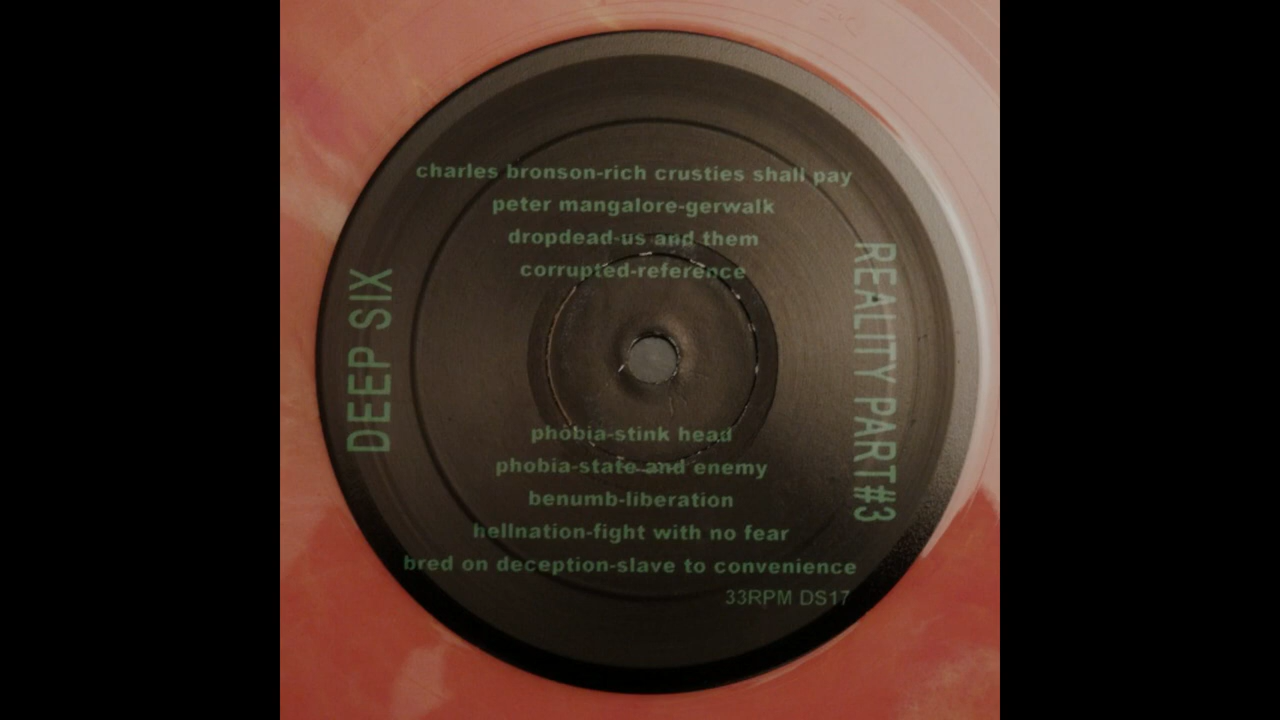 charles bronson-rich crusties shall pay
peter mangalore-gerwalk
dropdead-us and them
corrupted-reference
DEEP SIX
REALITY PART#3
phobia-stink head
phobia-state and enemy
benumb-liberation
hellnation-fight with no fear
bred on deception-slave to convenience
33RPM DS17